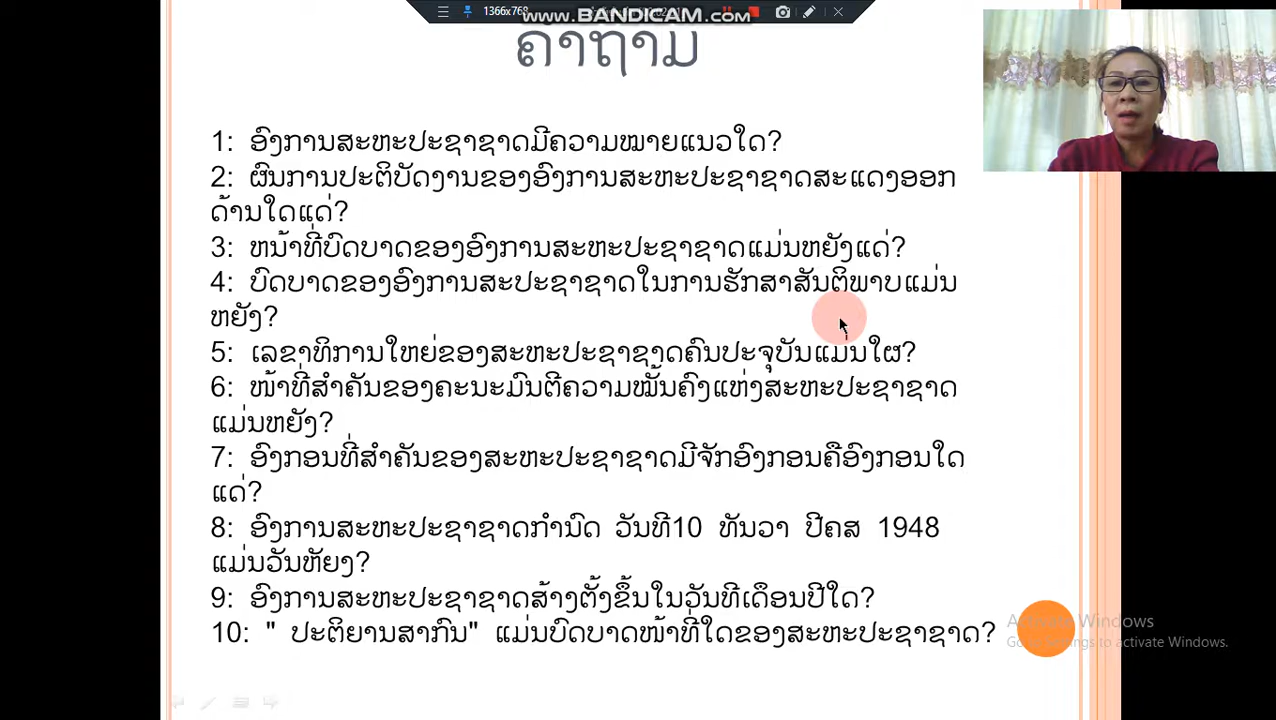 1366x768
www.BANDICAM.com
ຄຳຖາມ
1: ອົງການສະຫະປະຊາຊາດມີຄວາມໝາຍແນວໃດ?
2: ຜົນການປະຕິບັດງານຂອງອົງການສະຫະປະຊາຊາດສະແດງອອກ
ດ້ານໃດແດ່?
3: ຫນ້າທີ່ບົດບາດຂອງອົງການສະຫະປະຊາຊາດແມ່ນຫຍັງແດ່?
4: ບົດບາດຂອງອົງການສະປະຊາຊາດໃນການຮັກສາສັນຕິພາບແມ່ນ
ຫຍັງ?
5: ເລຂາທິການໃຫຍ່ຂອງສະຫະປະຊາຊາດຄົນປະຈຸບັນແມ່ນໃຜ?
6: ໜ້າທີ່ສຳຄັນຂອງຄະນະມົນຕີຄວາມໝັ້ນຄົງແຫ່ງສະຫະປະຊາຊາດ
ແມ່ນຫຍັງ?
7: ອົງກອນທີ່ສຳຄັນຂອງສະຫະປະຊາຊາດມີຈັກອົງກອນຄືອົງກອນໃດ
ແດ່?
8: ອົງການສະຫະປະຊາຊາດກຳນົດ ວັນທີ10 ທັນວາ ປີຄສ 1948
ແມ່ນວັນຫັຍງ?
9: ອົງການສະຫະປະຊາຊາດສ້າງຕັ້ງຂຶ້ນໃນວັນທີເດືອນປີໃດ?
10: " ປະຕິຍານສາກົນ" ແມ່ນບົດບາດໜ້າທີ່ໃດຂອງສະຫະປະຊາຊາດ?
Activate Windows
Go to Settings to activate Windows.